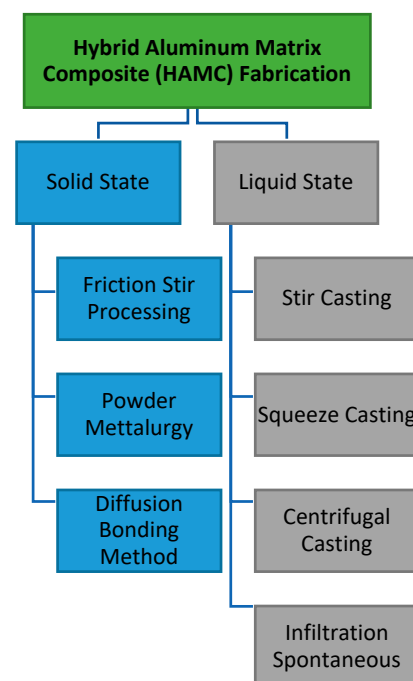 Hybrid Aluminum Matrix
Composite (HAMC) Fabrication
Solid State
Liquid State
Friction Stir
Processing
Powder
Mettalurgy
Diffusion
Bonding
Method
Stir Casting
Squeeze Casting
Centrifugal
Casting
Infiltration
Spontaneous